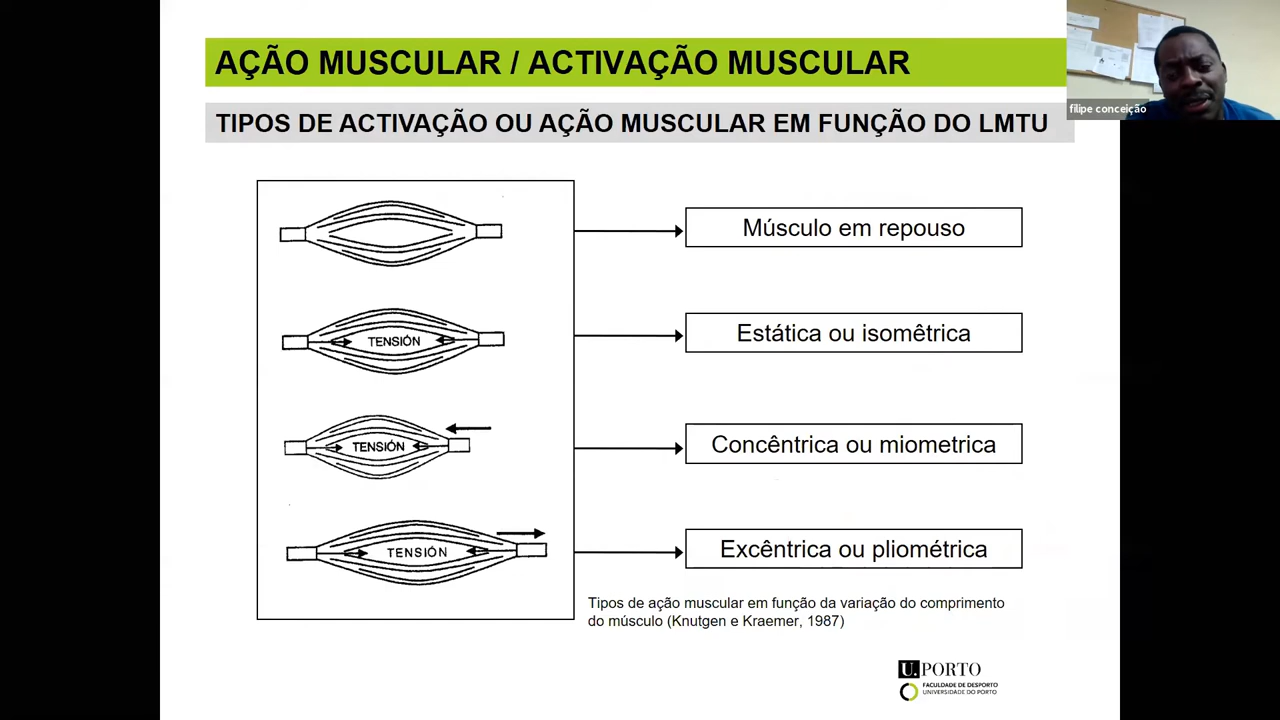 AÇÃO MUSCULAR / ACTIVAÇÃO MUSCULAR
filipe conceição
TIPOS DE ACTIVAÇÃO OU AÇÃO MUSCULAR EM FUNÇÃO DO LMTU
Músculo em repouso
TENSIÓN
Estática ou isomêtrica
TENSIÓN
Concêntrica ou miometrica
TENSIÓN
Excêntrica ou pliométrica
Tipos de ação muscular em função da variação do comprimento
do músculo (Knutgen e Kraemer, 1987)
U. PORTO
FACULDADE DE DESPORTO
UNIVERSIDADE DO PORTO